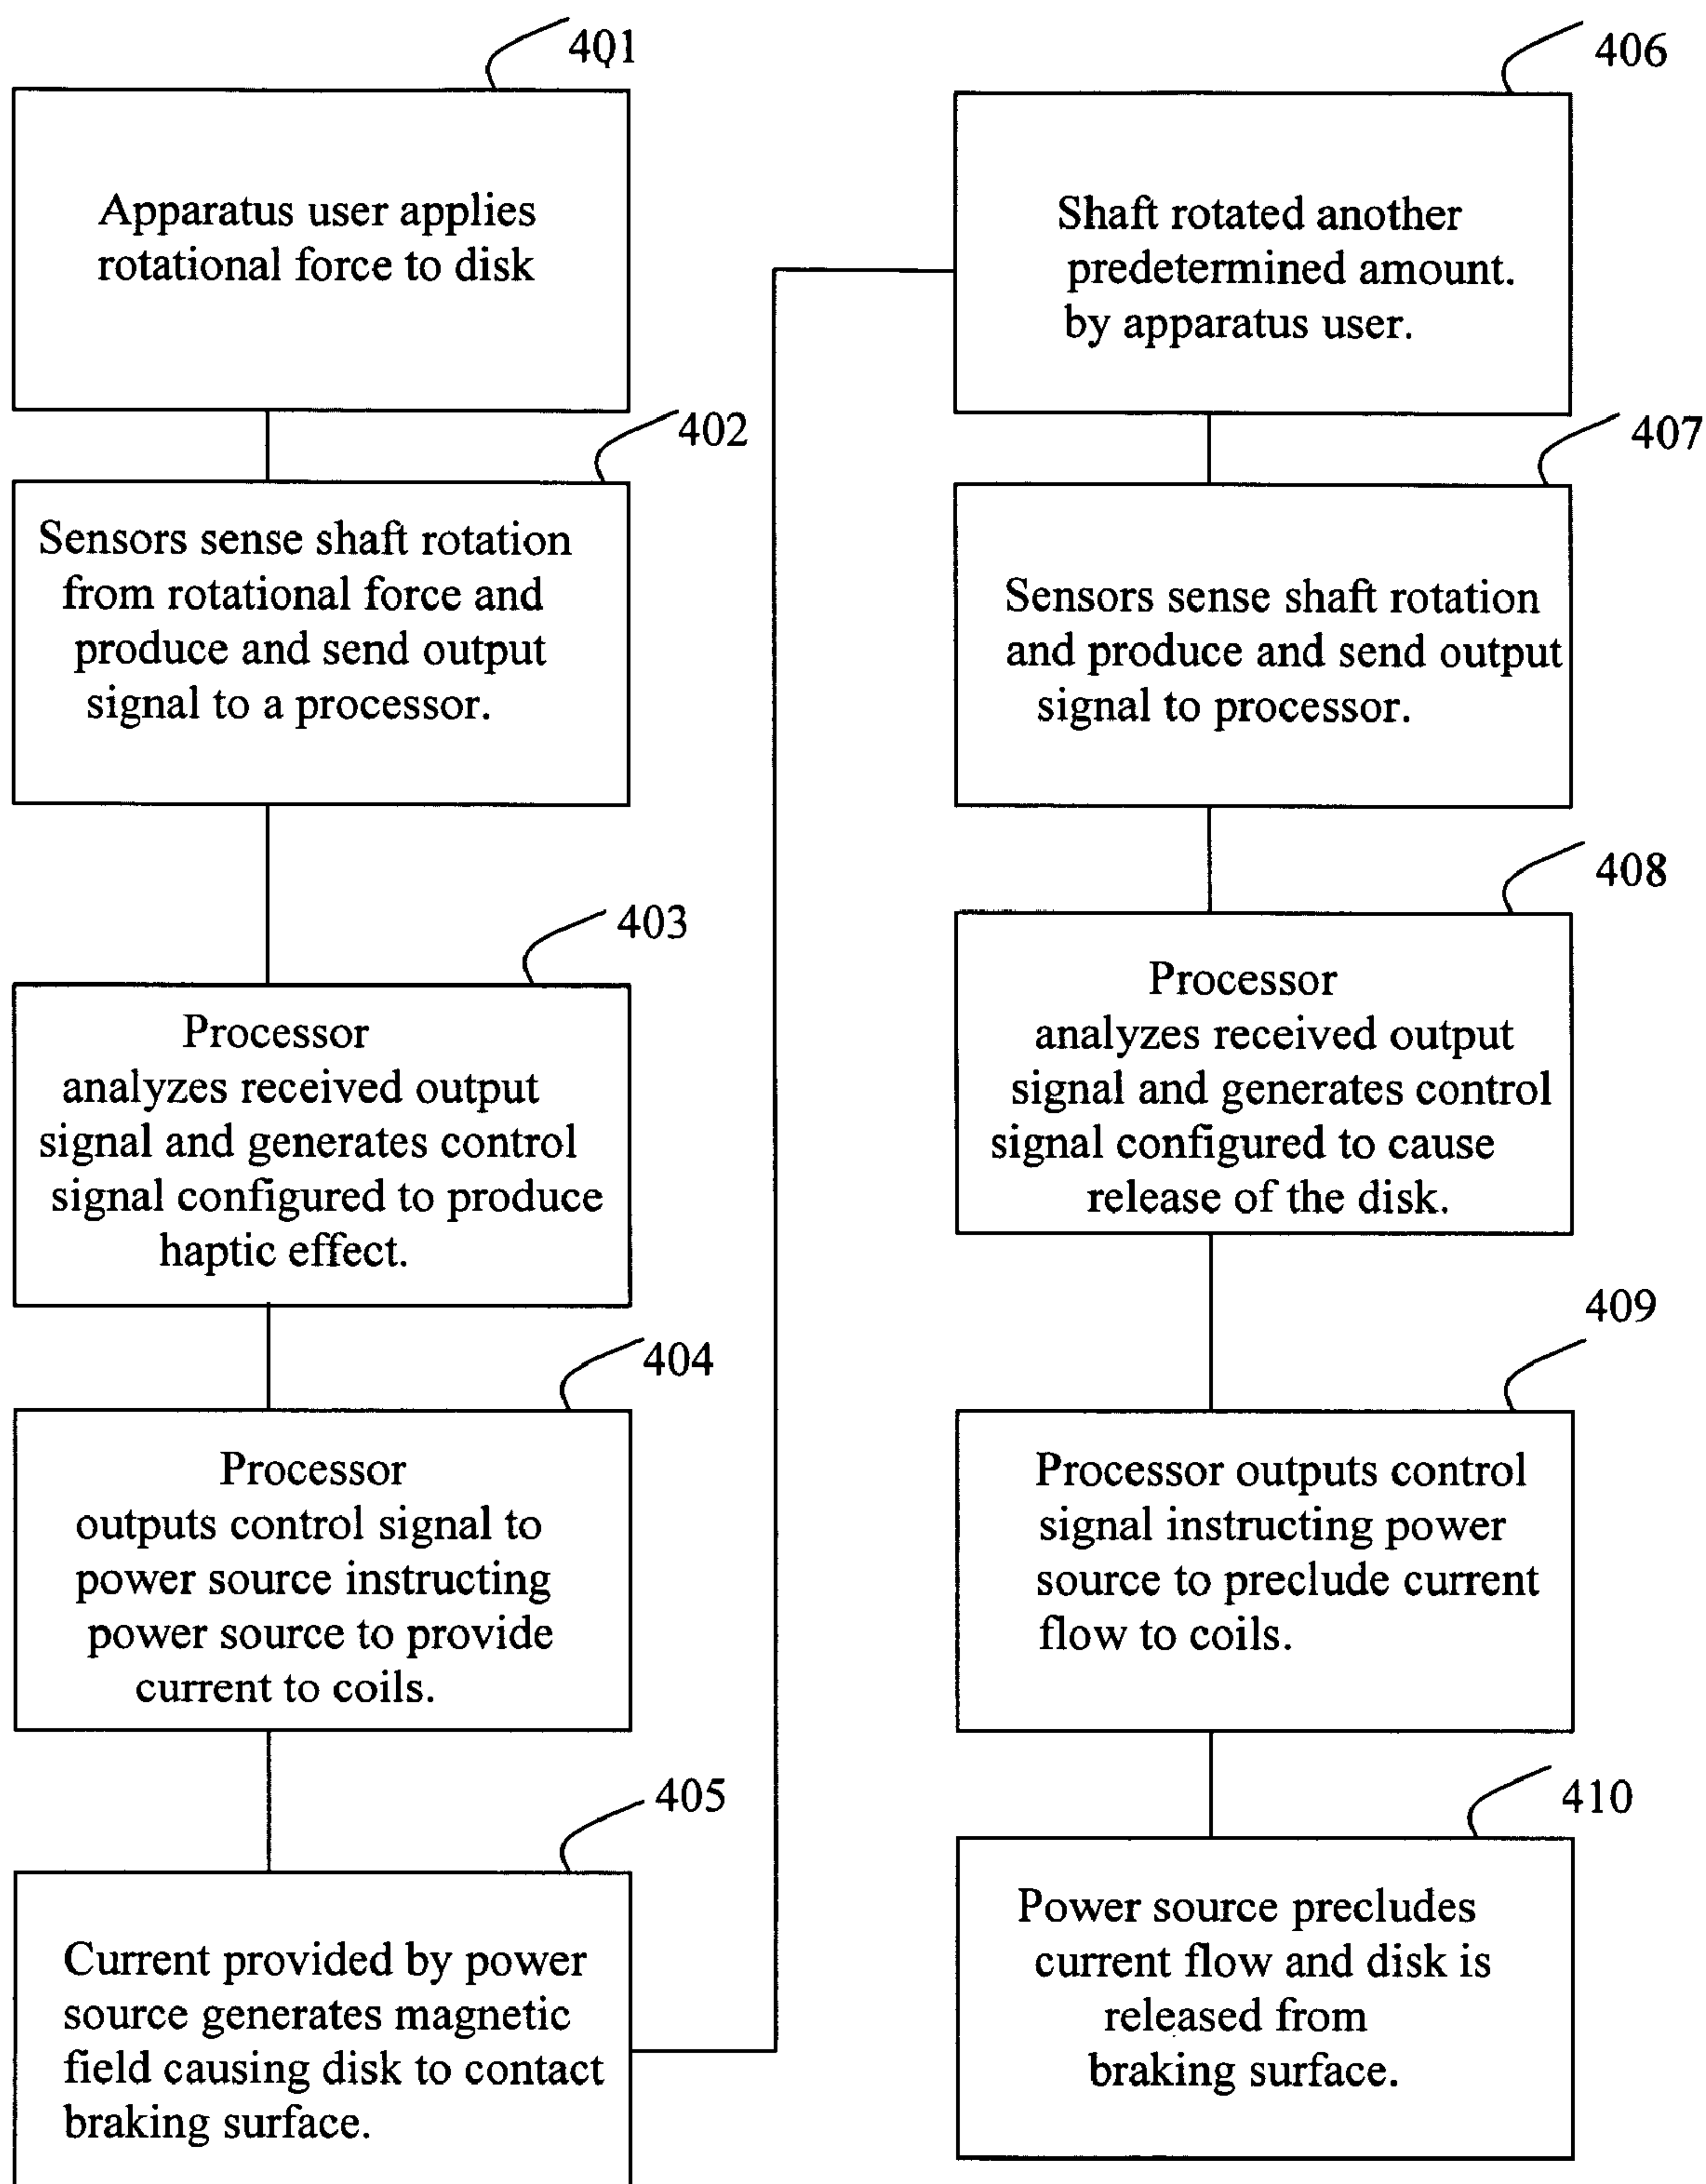 401
Apparatus user applies
rotational force to disk
402
Sensors sense shaft rotation
from rotational force and
produce and send output
signal to a processor.
403
Processor
analyzes received output
signal and generates control
signal configured to produce
haptic effect.
404
Processor
outputs control signal to
power source instructing
power source to provide
current to coils.
405
Current provided by power
source generates magnetic
field causing disk to contact
braking surface.
406
Shaft rotated another
predetermined amount.
by apparatus user.
407
Sensors sense shaft rotation
and produce and send output
signal to processor.
408
Processor
analyzes received output
signal and generates control
signal configured to cause
release of the disk.
409
Processor outputs control
signal instructing power
source to preclude current
flow to coils.
410
Power source precludes
current flow and disk is
released from
braking surface.